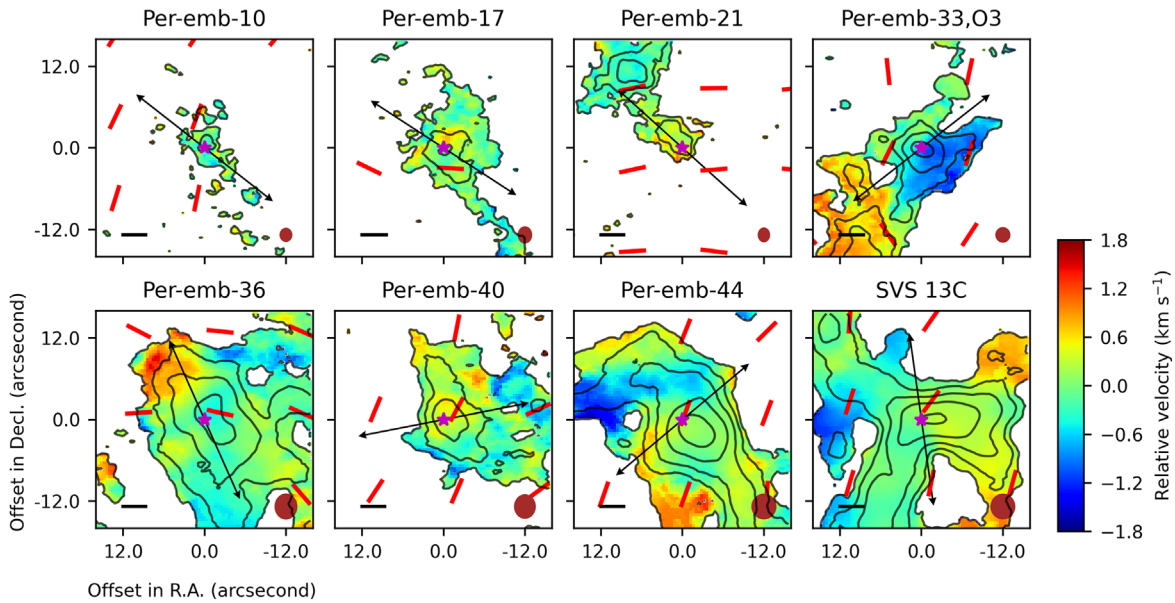 Per-emb-10 Per-emb-17 Per-emb-21 Per-emb-33,O3
12.0
0.0
-12.0
Per-emb-36 Per-emb-40 Per-emb-44 SVS 13C
12.0
0.0
-12.0
12.0 0.0 -12.0 12.0 0.0 -12.0 12.0 0.0 -12.0 12.0 0.0 -12.0
Offset in R.A. (arcsecond)
Offset in Decl. (arcsecond)
1.8
1.2
0.6
0.0
−0.6
−1.2
−1.8
Relative velocity (km s⁻¹)